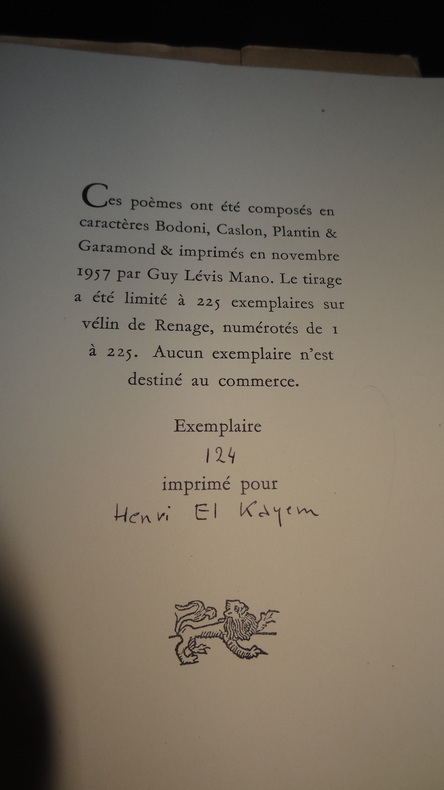 Ces poèmes ont été composés en
caractères Bodoni, Caslon, Plantin &
Garamond & imprimés en novembre
1957 par Guy Lévis Mano. Le tirage
a été limité à 225 exemplaires sur
vélin de Renage, numérotés de 1
à 225. Aucun exemplaire n'est
destiné au commerce.
Exemplaire
124
imprimé pour
Henri El Kayem